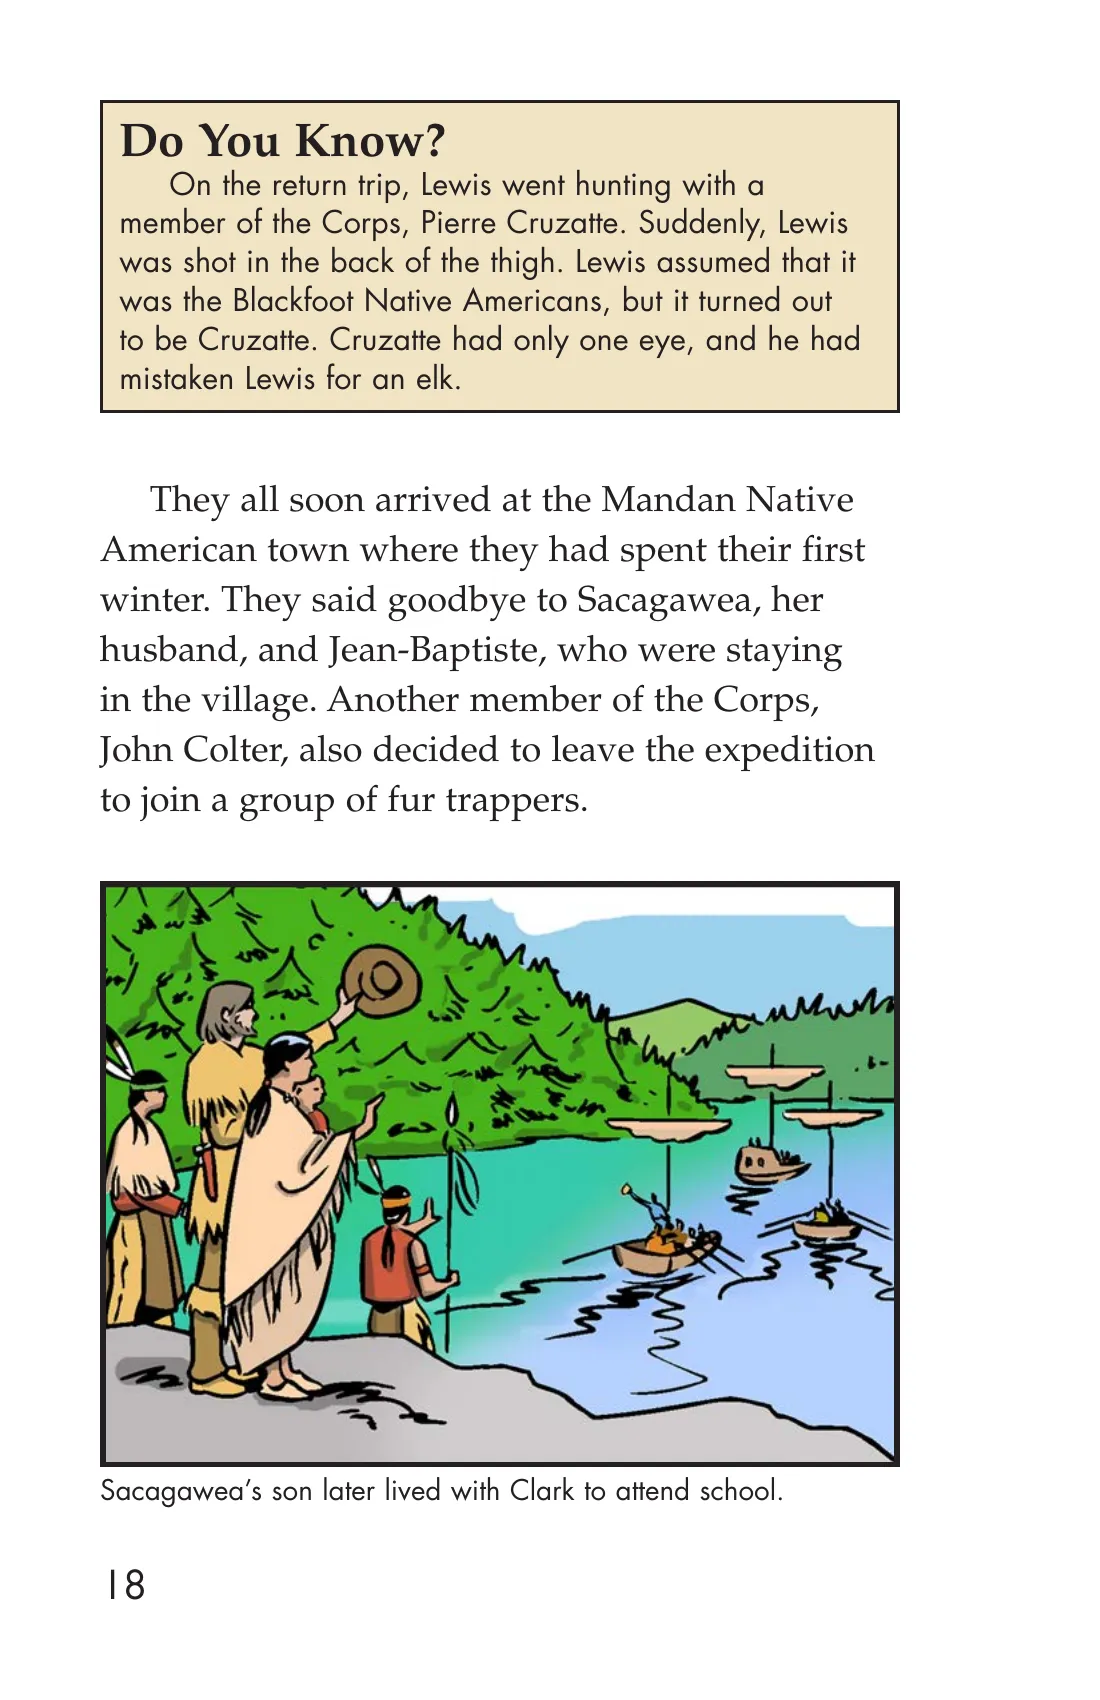 Do You Know?
On the return trip, Lewis went hunting with a
member of the Corps, Pierre Cruzatte. Suddenly, Lewis
was shot in the back of the thigh. Lewis assumed that it
was the Blackfoot Native Americans, but it turned out
to be Cruzatte. Cruzatte had only one eye, and he had
mistaken Lewis for an elk.
They all soon arrived at the Mandan Native
American town where they had spent their first
winter. They said goodbye to Sacagawea, her
husband, and Jean-Baptiste, who were staying
in the village. Another member of the Corps,
John Colter, also decided to leave the expedition
to join a group of fur trappers.
Sacagawea’s son later lived with Clark to attend school.
18